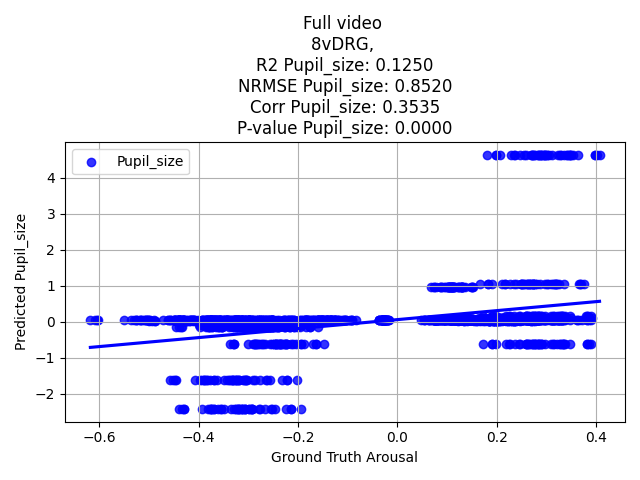 Full video
8vDRG,
R2 Pupil_size: 0.1250
NRMSE Pupil_size: 0.8520
Corr Pupil_size: 0.3535
P-value Pupil_size: 0.0000
Pupil_size
Predicted Pupil_size
4
3
2
1
0
−1
−2
−0.6
−0.4
−0.2
0.0
0.2
0.4
Ground Truth Arousal